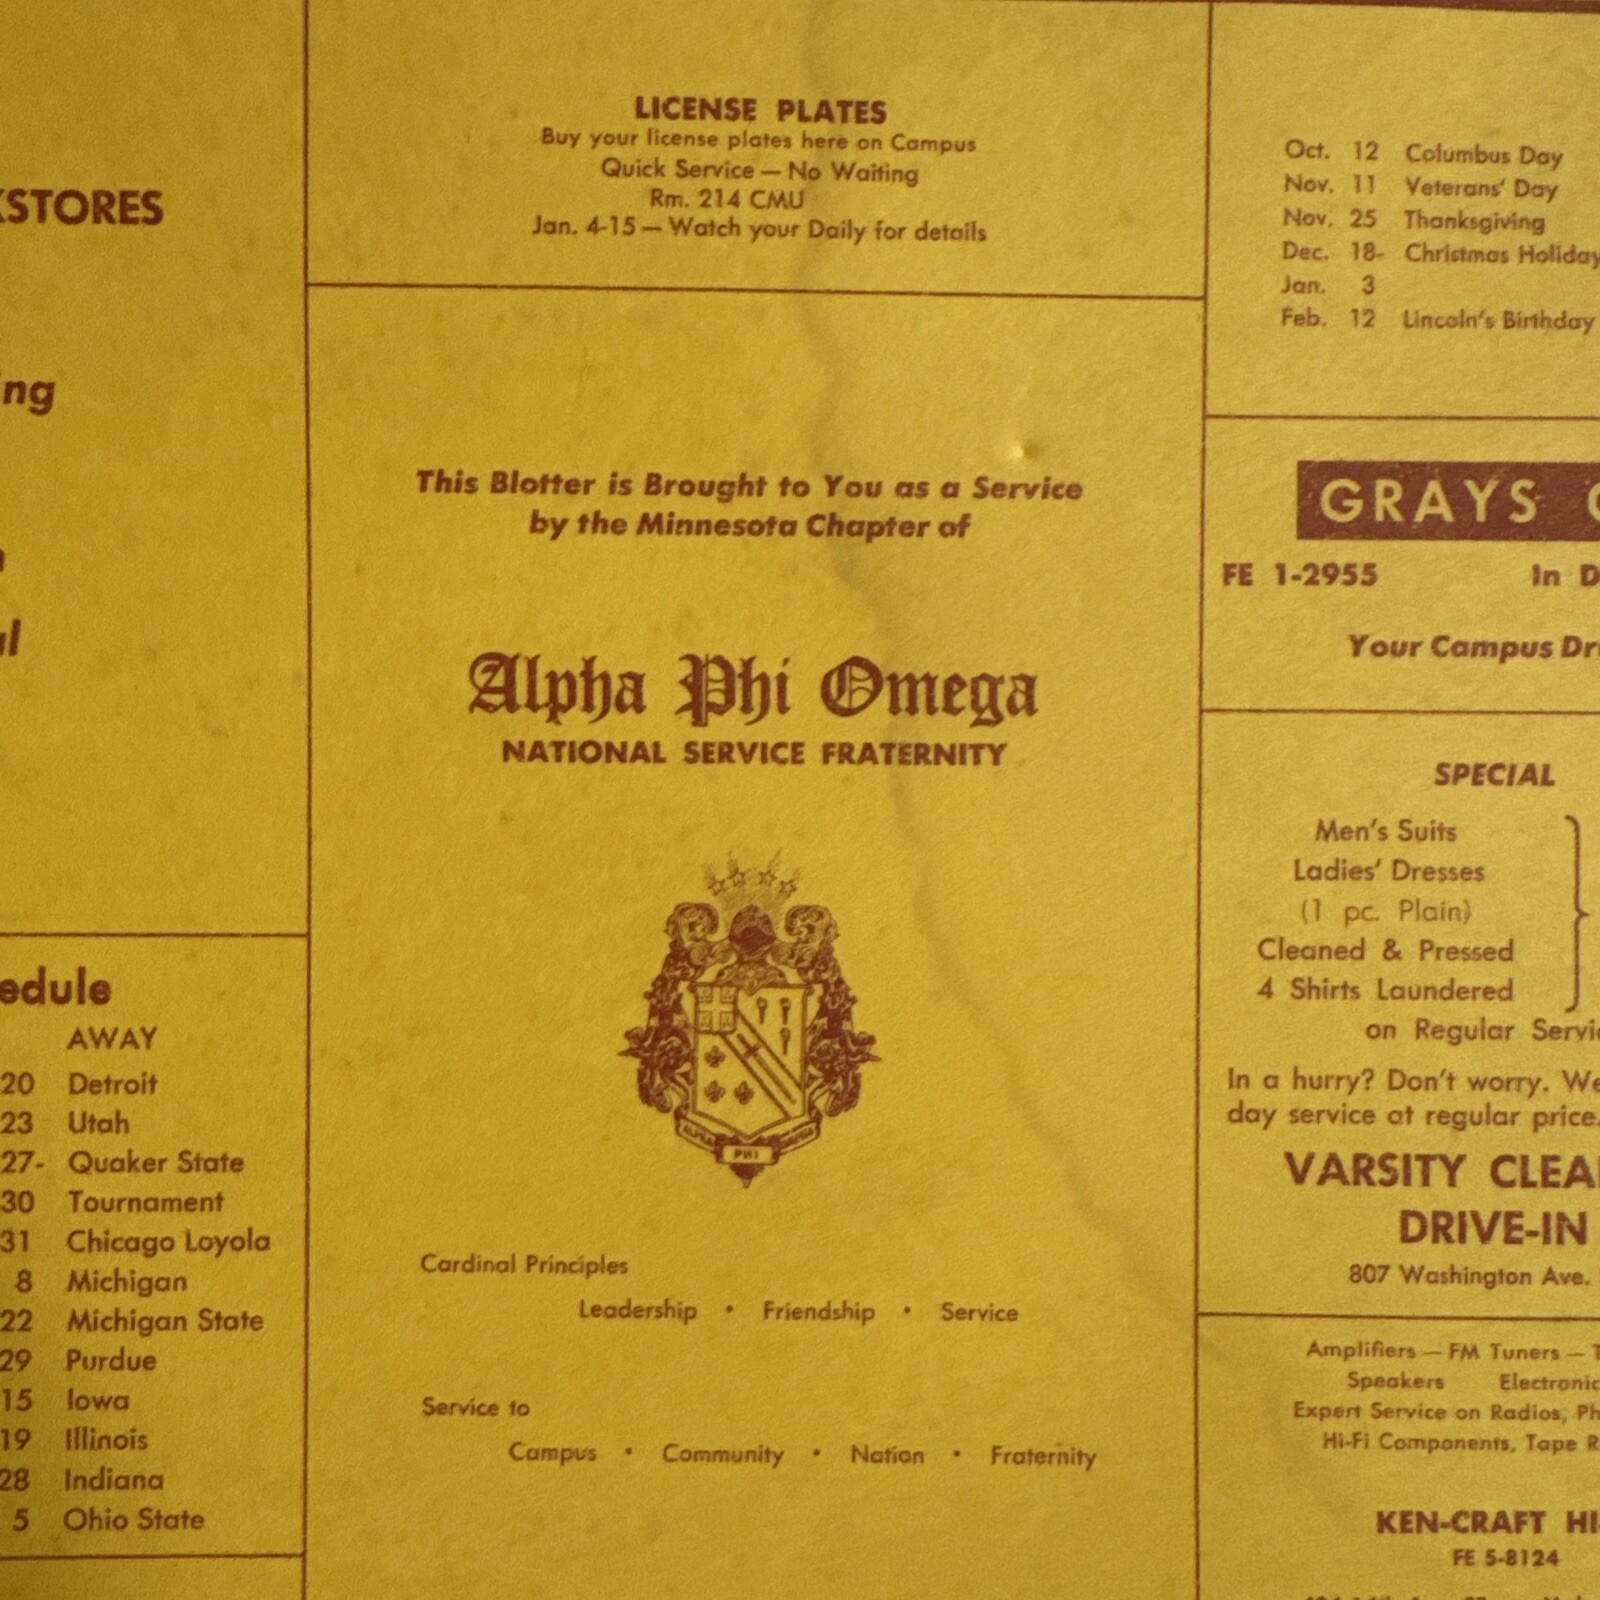 LICENSE PLATES
Buy your license plates here on Campus
Quick Service — No Waiting
Rm. 214 CMU
Jan. 4-15 — Watch your Daily for details
This Blotter is Brought to You as a Service
by the Minnesota Chapter of
Alpha Phi Omega
NATIONAL SERVICE FRATERNITY
ALPHA PHI OMEGA
Cardinal Principles
Leadership • Friendship • Service
Service to
Campus • Community • Nation • Fraternity
AWAY
20 Detroit
23 Utah
27- Quaker State
30 Tournament
31 Chicago Loyola
8 Michigan
22 Michigan State
29 Purdue
15 Iowa
19 Illinois
28 Indiana
5 Ohio State
Oct. 12 Columbus Day
Nov. 11 Veterans' Day
Nov. 25 Thanksgiving
Dec. 18- Christmas Holiday
Jan. 3
Feb. 12 Lincoln's Birthday
GRAYS
FE 1-2955 In
Your Campus
SPECIAL
Men's Suits
Ladies' Dresses
(1 pc. Plain)
Cleaned & Pressed
4 Shirts Laundered
on Regular
In a hurry? Don't worry. We
day service at regular price.
VARSITY
DRIVE-IN
807 Washington Ave.
Amplifiers — FM Tuners —
Speakers
Expert Service on Radios,
Hi-Fi Components, Tape
KEN-CRAFT
FE 5-8124